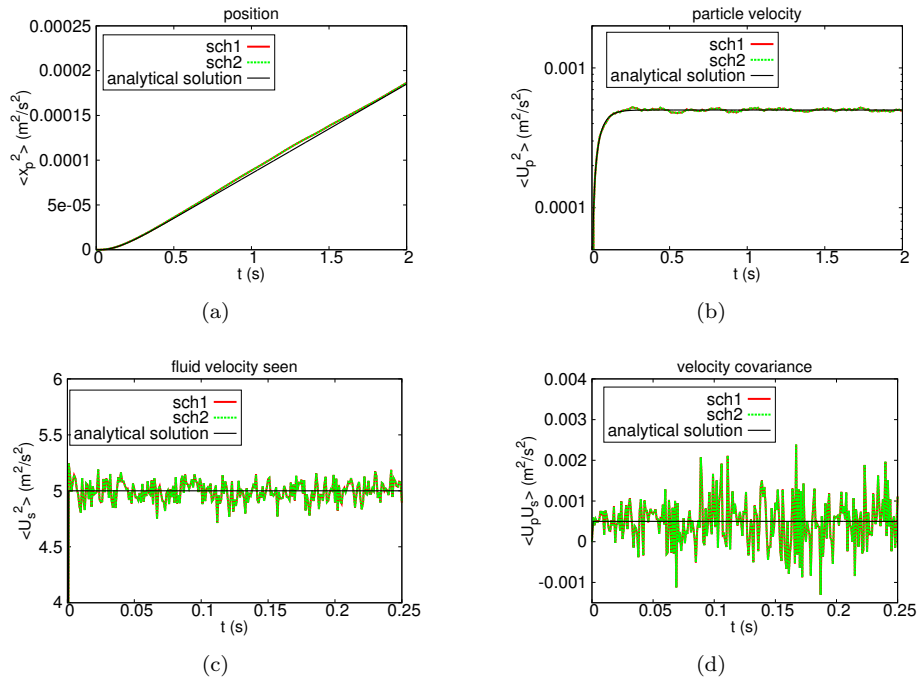 position
0.00025
0.0002
0.00015
0.0001
5e-05
0
<x_p^2> (m^2/s^2)
sch1
sch2
analytical solution
0 0.5 1 1.5 2
t (s)
(a)
particle velocity
0.001
0.0001
<U_p^2> (m^2/s^2)
sch1
sch2
analytical solution
0 0.5 1 1.5 2
t (s)
(b)
fluid velocity seen
6
5.5
5
4.5
4
<U_s^2> (m^2/s^2)
sch1
sch2
analytical solution
0 0.05 0.1 0.15 0.2 0.25
t (s)
(c)
velocity covariance
0.004
0.003
0.002
0.001
0
-0.001
<U_pU_s> (m^2/s^2)
sch1
sch2
analytical solution
0 0.05 0.1 0.15 0.2 0.25
t (s)
(d)